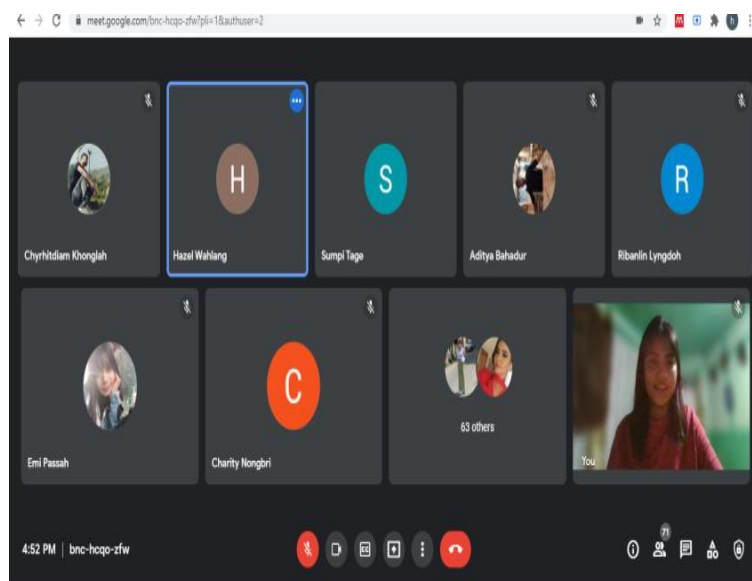 meet.google.com/bnc-hcqo-zfw?pli=1&authuser=2
h
H
S
R
Chyrhitdiam Khonglah
Hazel Wahlang
Sumpi Tage
Aditya Bahadur
Ribanlin Lyngdoh
C
63 others
Emi Passah
Charity Nongbri
You
71
4:52 PM | bnc-hcqo-zfw
CC